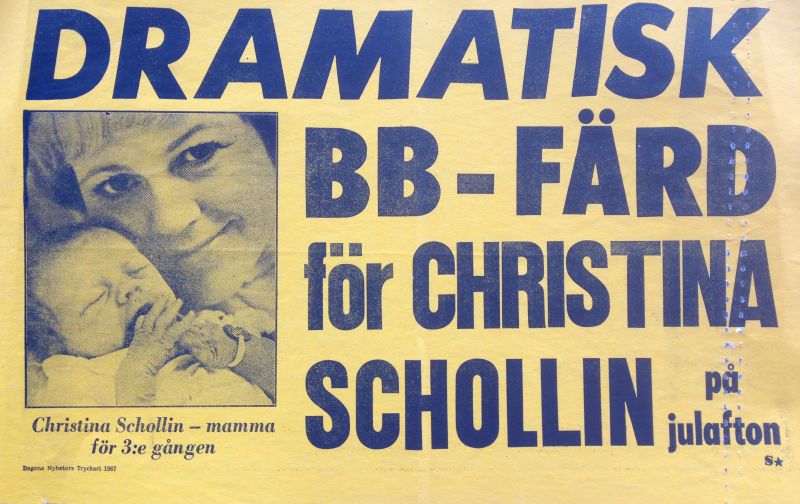 DRAMATISK
BB-FÄRD
för CHRISTINA
SCHOLLIN på
julafton
S★
Christina Schollin – mamma
för 3:e gången
Dagens Nyheters Tryckeri 1967